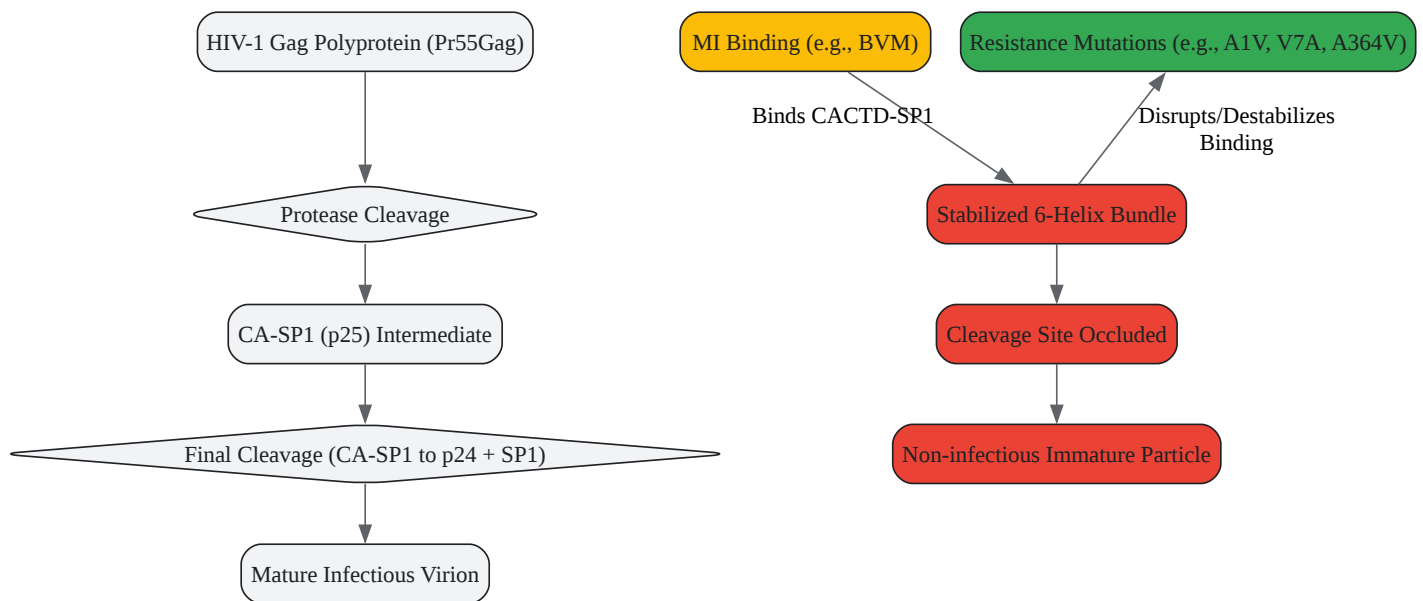 HIV-1 Gag Polyprotein (Pr55Gag)
Protease Cleavage
CA-SP1 (p25) Intermediate
Final Cleavage (CA-SP1 to p24 + SP1)
Mature Infectious Virion
MI Binding (e.g., BVM)
Resistance Mutations (e.g., A1V, V7A, A364V)
Binds CACTD-SP1
Disrupts/Destabilizes
Binding
Stabilized 6-Helix Bundle
Cleavage Site Occluded
Non-infectious Immature Particle